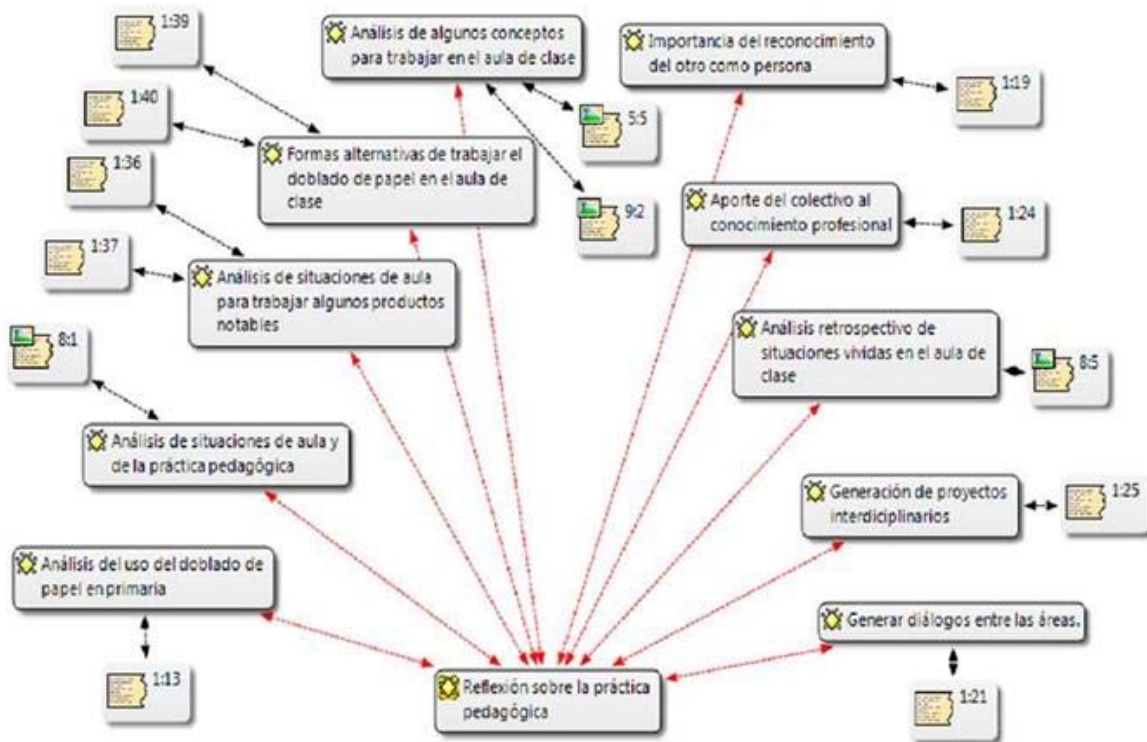 1:39
Análisis de algunos conceptos
para trabajar en el aula de clase
Importancia del reconocimiento
del otro como persona
1:19
1:40
5:5
Formas alternativas de trabajar el
doblado de papel en el aula de
clase
1:36
9:2
Aporte del colectivo al
conocimiento profesional
1:24
1:37
Análisis de situaciones de aula
para trabajar algunos productos
notables
Análisis retrospectivo de
situaciones vividas en el aula de
clase
8:5
8:1
Análisis de situaciones de aula y
de la práctica pedagógica
Generación de proyectos
interdiciplinarios
1:25
Análisis del uso del doblado de
papel en primaria
Generar diálogos entre las áreas.
1:13
Reflexión sobre la práctica
pedagógica
1:21